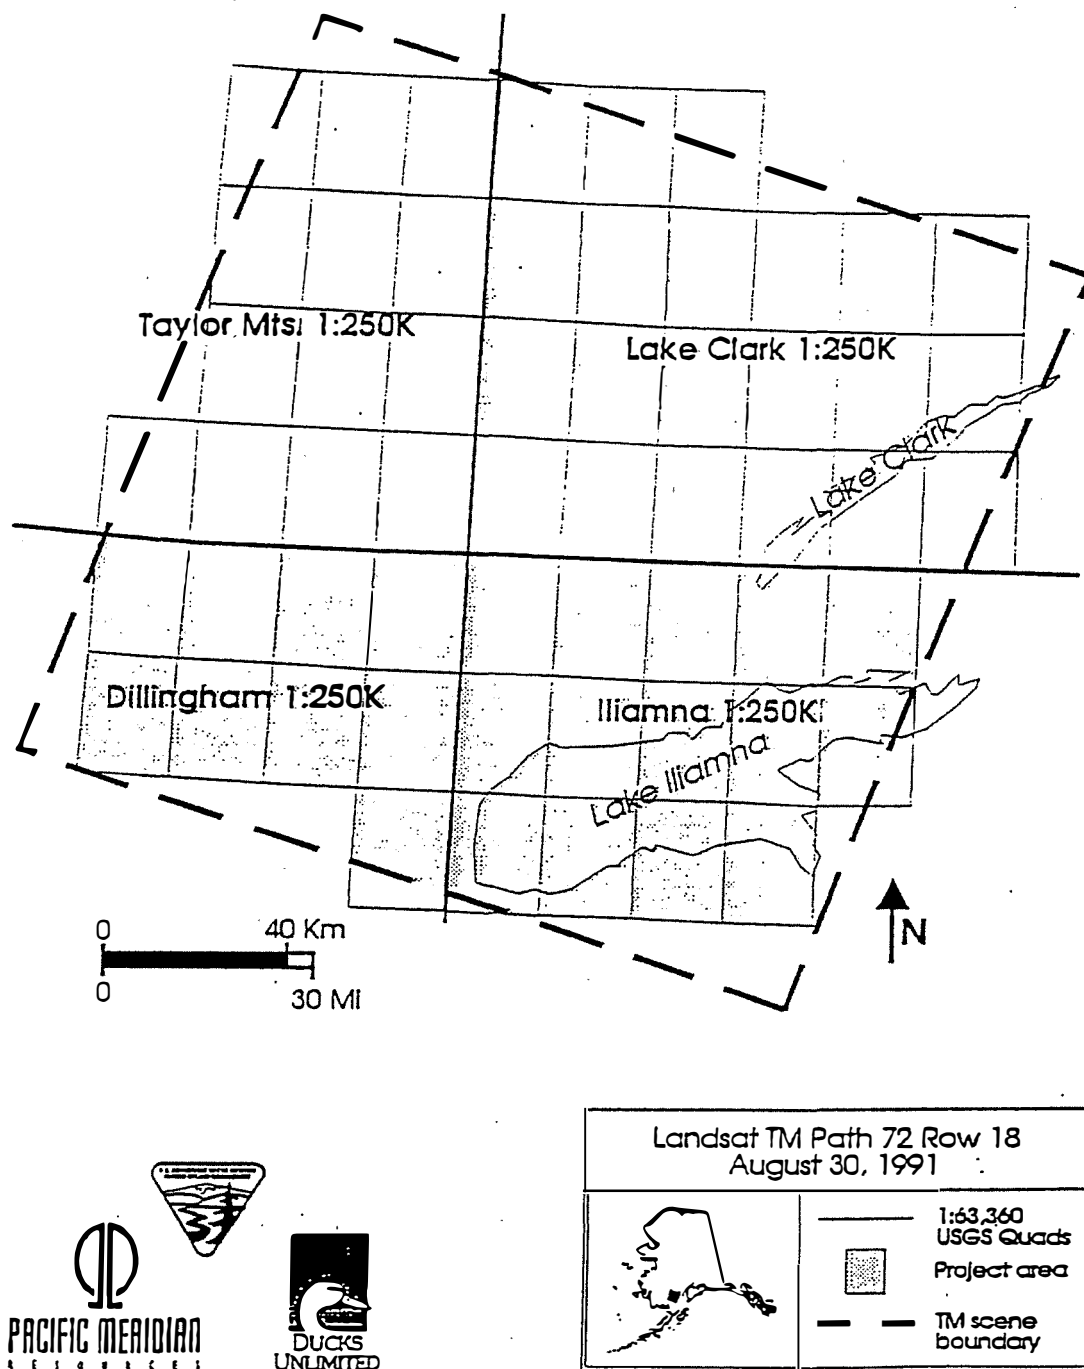 Taylor Mts. 1:250K
Lake Clark 1:250K
Lake Clark
Dillingham 1:250K
Iliamna 1:250K
Lake Iliamna
0 40 Km
0 30 Mi
N
Landsat TM Path 72 Row 18
August 30, 1991
1:63,360
USGS Quads
Project area
TM scene
boundary
PACIFIC MERIDIAN
RESOURCES
DUCKS
UNLIMITED